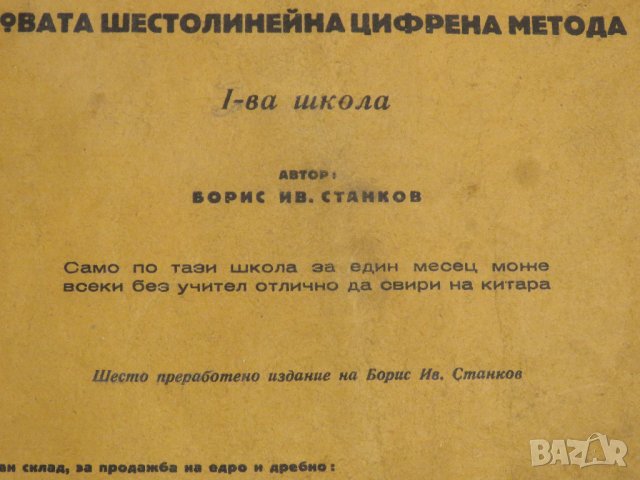 ОВАТА ШЕСТОЛИНЕЙНА ЦИФРЕНА МЕТОДА
I-ва школа
АВТОР:
БОРИС ИВ. СТАНКОВ
Само по тази школа за един месец може
всеки без учител отлично да свири на китара
Шесто преработено издание на Борис Ив. Станков
ан склад, за продажба на едро и дребно:
BAZAR